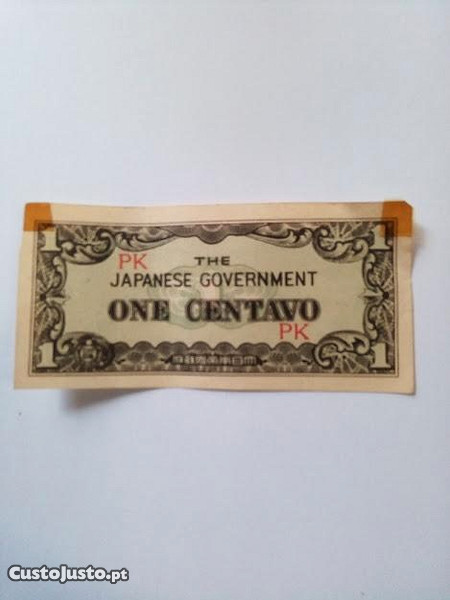 1 1
PK THE
JAPANESE GOVERNMENT
ONE CENTAVO
PK
1 1
CustoJusto.pt